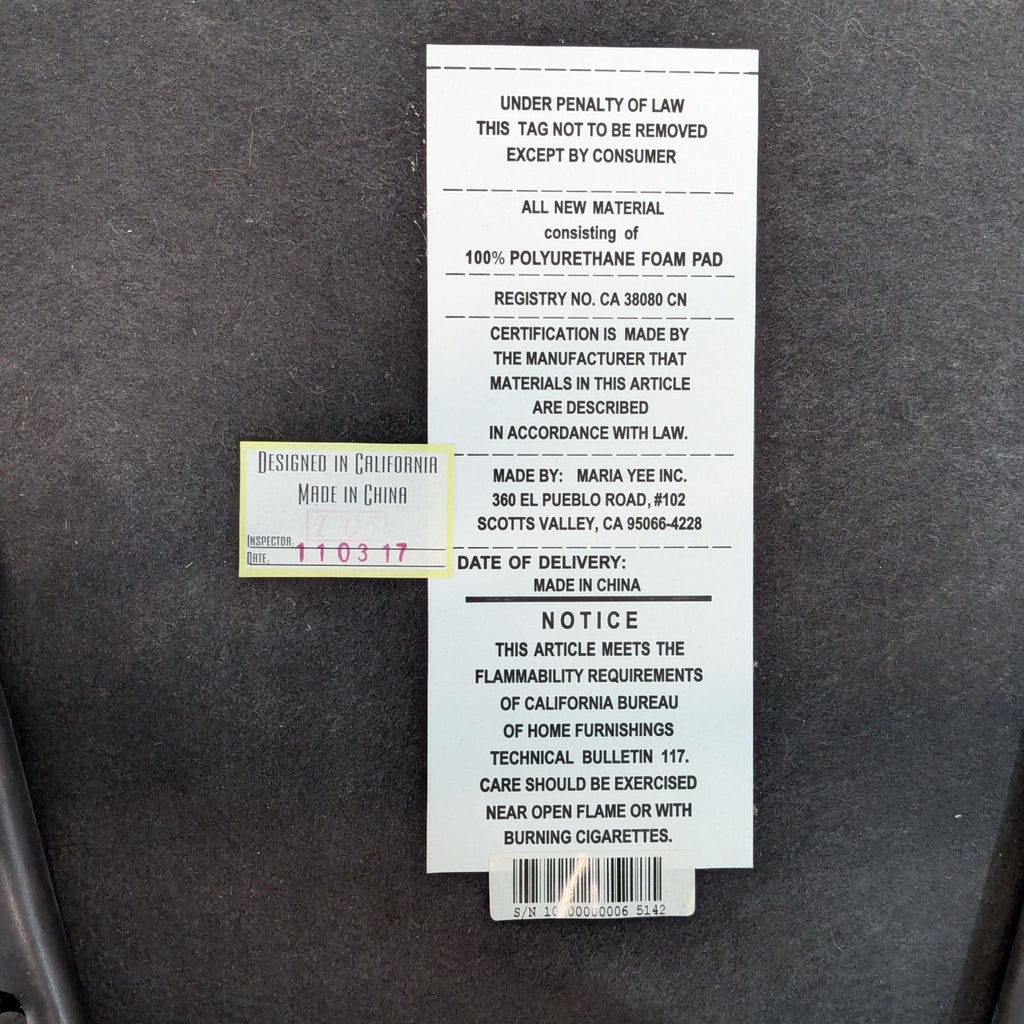 UNDER PENALTY OF LAW
THIS TAG NOT TO BE REMOVED
EXCEPT BY CONSUMER
ALL NEW MATERIAL
consisting of
100% POLYURETHANE FOAM PAD
REGISTRY NO. CA 38080 CN
CERTIFICATION IS MADE BY
THE MANUFACTURER THAT
MATERIALS IN THIS ARTICLE
ARE DESCRIBED
IN ACCORDANCE WITH LAW.
MADE BY: MARIA YEE INC.
360 EL PUEBLO ROAD, #102
SCOTTS VALLEY, CA 95066-4228
DATE OF DELIVERY:
MADE IN CHINA
NOTICE
THIS ARTICLE MEETS THE
FLAMMABILITY REQUIREMENTS
OF CALIFORNIA BUREAU
OF HOME FURNISHINGS
TECHNICAL BULLETIN 117.
CARE SHOULD BE EXERCISED
NEAR OPEN FLAME OR WITH
BURNING CIGARETTES.
S/N 5142
DESIGNED IN CALIFORNIA
MADE IN CHINA
INSPECTOR:
DATE: 11 03 17